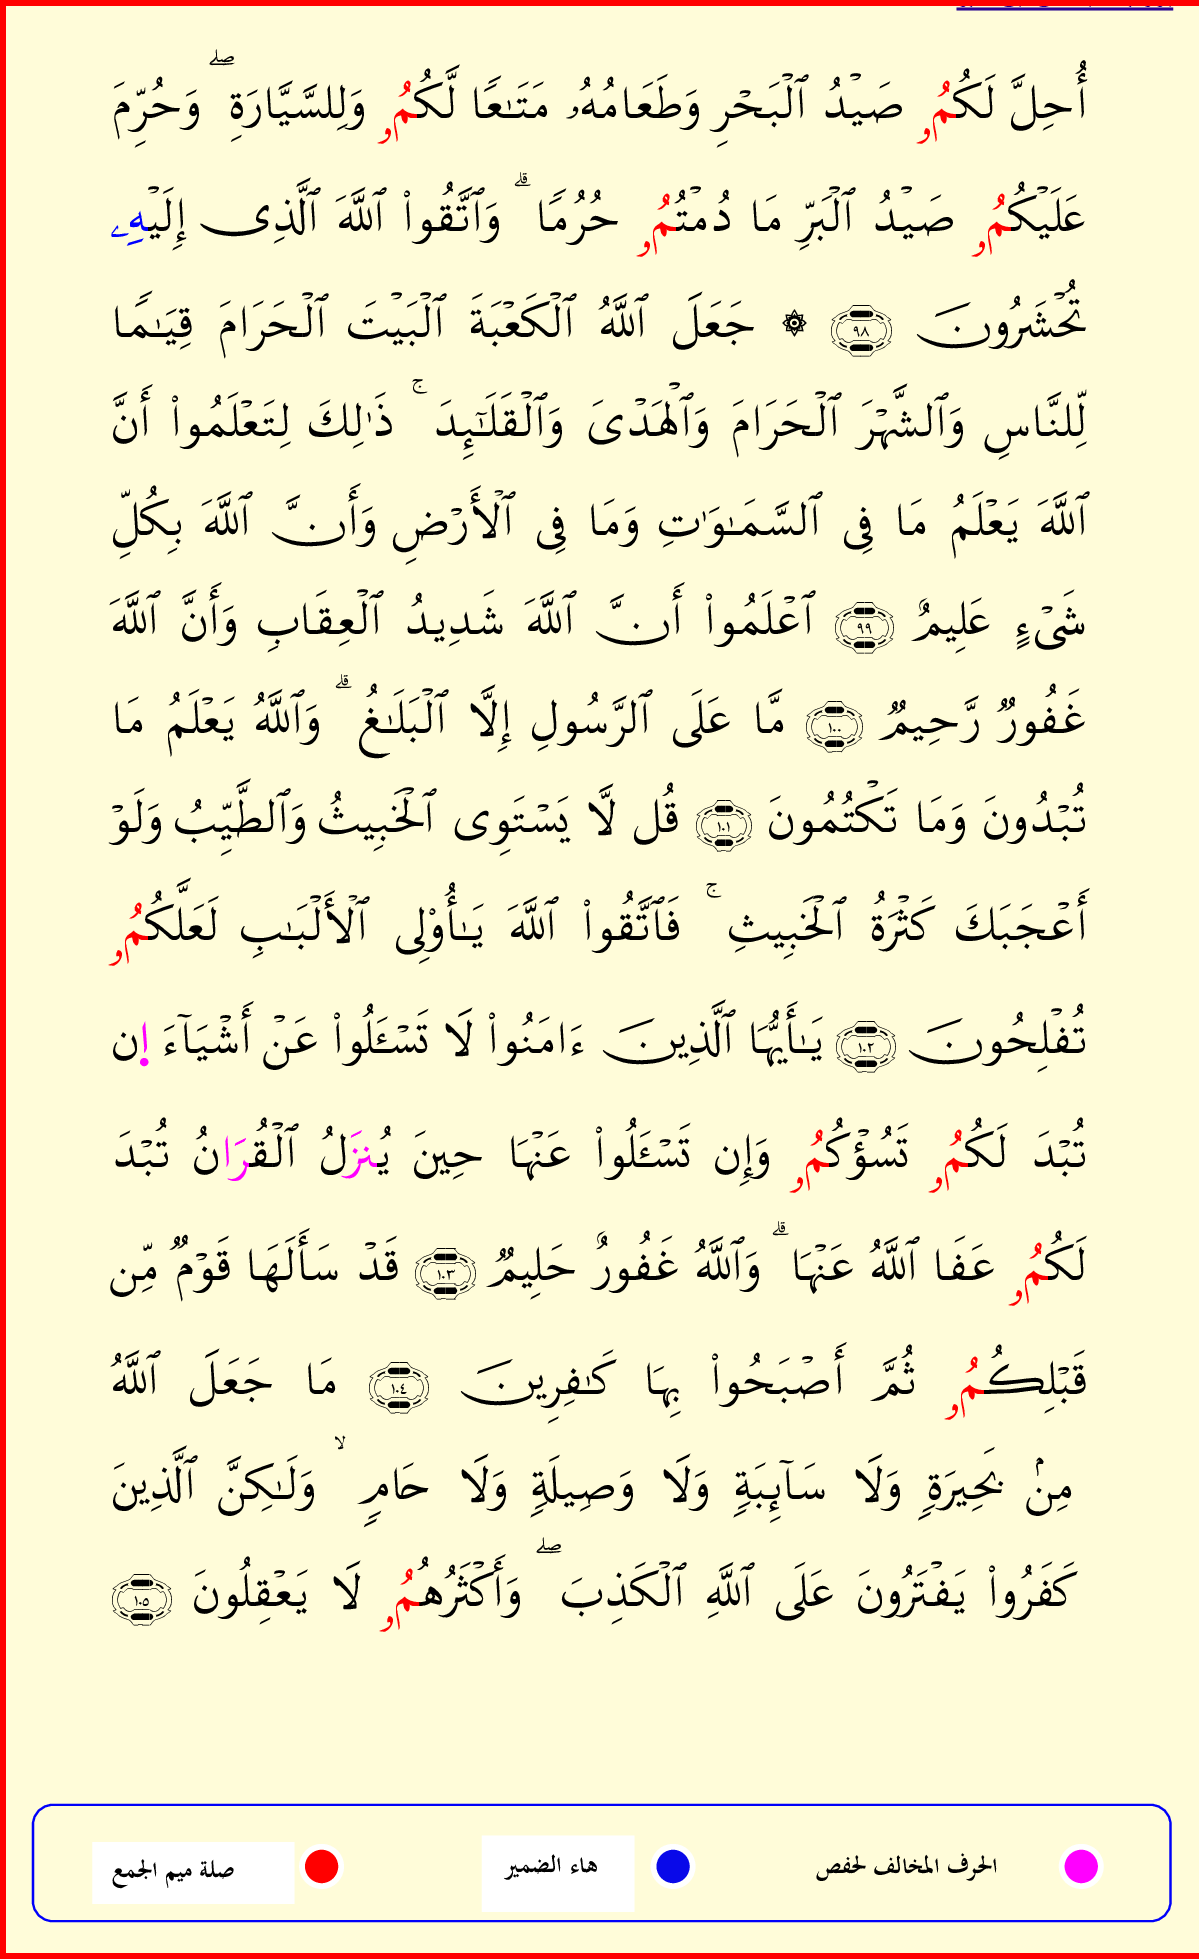 أُحِلَّ لَكُمُۥ صَيْدُ ٱلْبَحْرِ وَطَعَامُهُۥ مَتَٰعًا لَّكُمُۥ وَلِلسَّيَّارَةِ ۖ وَحُرِّمَ
عَلَيْكُمُۥ صَيْدُ ٱلْبَرِّ مَا دُمْتُمُۥ حُرُمًا ۗ وَٱتَّقُوا۟ ٱللَّهَ ٱلَّذِى إِلَيْهِۦ
تُحْشَرُونَ ٩٨ ۞ جَعَلَ ٱللَّهُ ٱلْكَعْبَةَ ٱلْبَيْتَ ٱلْحَرَامَ قِيَٰمًا
لِّلنَّاسِ وَٱلشَّهْرَ ٱلْحَرَامَ وَٱلْهَدْىَ وَٱلْقَلَٰٓئِدَ ۚ ذَٰلِكَ لِتَعْلَمُوا۟ أَنَّ
ٱللَّهَ يَعْلَمُ مَا فِى ٱلسَّمَٰوَٰتِ وَمَا فِى ٱلْأَرْضِ وَأَنَّ ٱللَّهَ بِكُلِّ
شَىْءٍ عَلِيمٌ ٩٩ ٱعْلَمُوا۟ أَنَّ ٱللَّهَ شَدِيدُ ٱلْعِقَابِ وَأَنَّ ٱللَّهَ
غَفُورٌ رَّحِيمٌ ١٠٠ مَّا عَلَى ٱلرَّسُولِ إِلَّا ٱلْبَلَٰغُ ۗ وَٱللَّهُ يَعْلَمُ مَا
تُبْدُونَ وَمَا تَكْتُمُونَ ١٠١ قُل لَّا يَسْتَوِى ٱلْخَبِيثُ وَٱلطَّيِّبُ وَلَوْ
أَعْجَبَكَ كَثْرَةُ ٱلْخَبِيثِ ۚ فَٱتَّقُوا۟ ٱللَّهَ يَٰٓأُو۟لِى ٱلْأَلْبَٰبِ لَعَلَّكُمُۥ
تُفْلِحُونَ ١٠٢ يَٰٓأَيُّهَا ٱلَّذِينَ ءَامَنُوا۟ لَا تَسْـَٔلُوا۟ عَنْ أَشْيَآءَ ا۪ن
تُبْدَ لَكُمُۥ تَسُؤْكُمُۥ وَإِن تَسْـَٔلُوا۟ عَنْهَا حِينَ يُنزَلُ ٱلْقُرَانُ تُبْدَ
لَكُمُۥ عَفَا ٱللَّهُ عَنْهَا ۗ وَٱللَّهُ غَفُورٌ حَلِيمٌ ١٠٣ قَدْ سَأَلَهَا قَوْمٌ مِّن
قَبْلِكُمُۥ ثُمَّ أَصْبَحُوا۟ بِهَا كَٰفِرِينَ ١٠٤ مَا جَعَلَ ٱللَّهُ
مِنۢ بَحِيرَةٍ وَلَا سَآئِبَةٍ وَلَا وَصِيلَةٍ وَلَا حَامٍ ۙ وَلَٰكِنَّ ٱلَّذِينَ
كَفَرُوا۟ يَفْتَرُونَ عَلَى ٱللَّهِ ٱلْكَذِبَ ۖ وَأَكْثَرُهُمُۥ لَا يَعْقِلُونَ ١٠٥
الحرف المخالف لحفص هاء الضمير صلة ميم الجمع